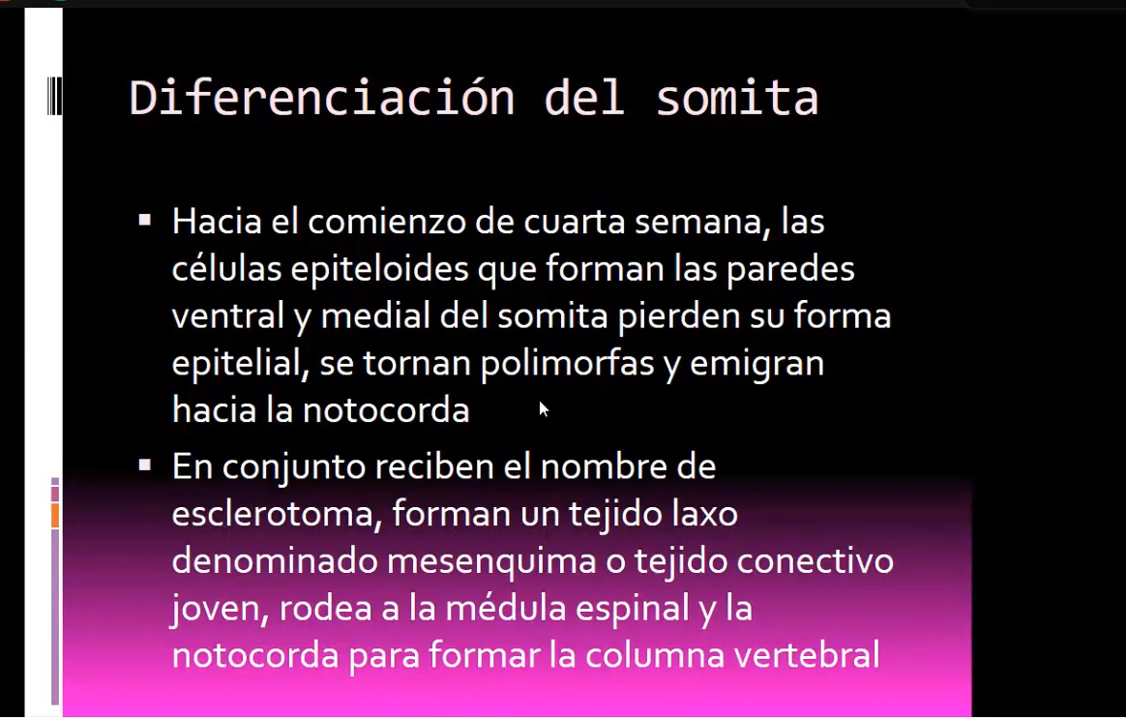 Diferenciación del somita
Hacia el comienzo de cuarta semana, las
células epiteloides que forman las paredes
ventral y medial del somita pierden su forma
epitelial, se tornan polimorfas y emigran
hacia la notocorda
En conjunto reciben el nombre de
esclerotoma, forman un tejido laxo
denominado mesenquima o tejido conectivo
joven, rodea a la médula espinal y la
notocorda para formar la columna vertebral